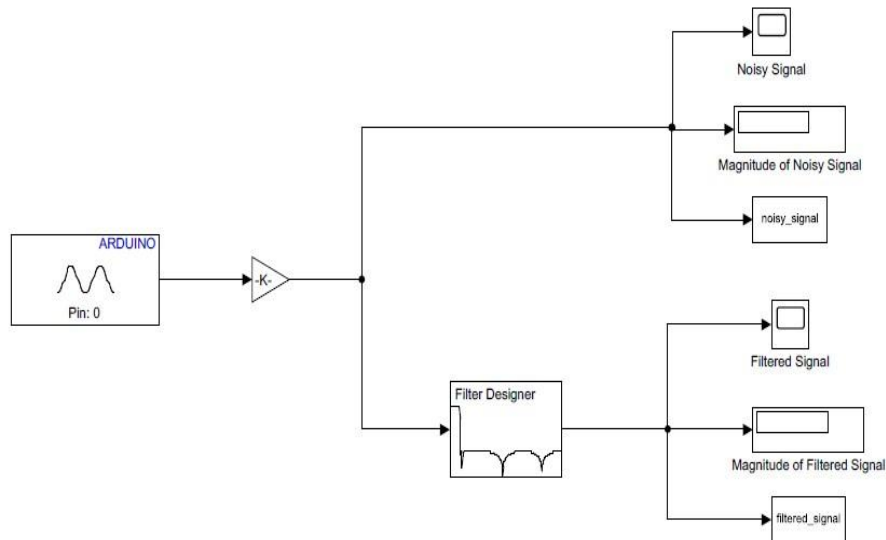 Noisy Signal
Magnitude of Noisy Signal
noisy_signal
ARDUINO
Pin: 0
-K-
Filter Designer
Filtered Signal
Magnitude of Filtered Signal
filtered_signal